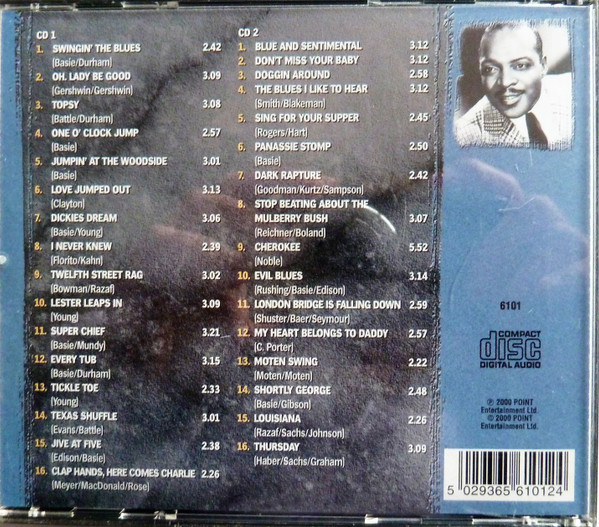 CD 1
1. SWINGIN' THE BLUES 2.42
(Basie/Durham)
2. OH. LADY BE GOOD 3.09
(Gershwin/Gershwin)
3. TOPSY 3.08
(Battle/Durham)
4. ONE O' CLOCK JUMP 2.57
(Basie)
5. JUMPIN' AT THE WOODSIDE 3.01
(Basie)
6. LOVE JUMPED OUT 3.13
(Clayton)
7. DICKIES DREAM 3.06
(Basie/Young)
8. I NEVER KNEW 2.39
(Florito/Kahn)
9. TWELFTH STREET RAG 3.02
(Bowman/Razaf)
10. LESTER LEAPS IN 3.09
(Young)
11. SUPER CHIEF 3.21
(Basie/Mundy)
12. EVERY TUB 3.15
(Basie/Durham)
13. TICKLE TOE 2.33
(Young)
14. TEXAS SHUFFLE 3.01
(Evans/Battle)
15. JIVE AT FIVE 2.38
(Edison/Basie)
16. CLAP HANDS, HERE COMES CHARLIE 2.26
(Meyer/MacDonald/Rose)
CD 2
1. BLUE AND SENTIMENTAL 3.12
2. DON'T MISS YOUR BABY 3.12
3. DOGGIN AROUND 2.58
4. THE BLUES I LIKE TO HEAR 3.12
(Smith/Blakeman)
5. SING FOR YOUR SUPPER 2.45
(Rogers/Hart)
6. PANASSIE STOMP 2.50
(Basie)
7. DARK RAPTURE 2.42
(Goodman/Kurtz/Sampson)
8. STOP BEATING ABOUT THE
MULBERRY BUSH 3.07
(Reichner/Boland)
9. CHEROKEE 5.52
(Noble)
10. EVIL BLUES 3.14
(Rushing/Basie/Edison)
11. LONDON BRIDGE IS FALLING DOWN 2.59
(Shuster/Baer/Seymour)
12. MY HEART BELONGS TO DADDY 2.57
(C. Porter)
13. MOTEN SWING 2.22
(Moten/Moten)
14. SHORTLY GEORGE 2.48
(Basie/Gibson)
15. LOUISIANA 2.26
(Razaf/Sachs/Johnson)
16. THURSDAY 3.09
(Haber/Sachs/Graham)
6101
COMPACT
disc
DIGITAL AUDIO
℗ 2000 POINT
Entertainment Ltd.
© 2000 POINT
Entertainment Ltd.
5 029365 610124